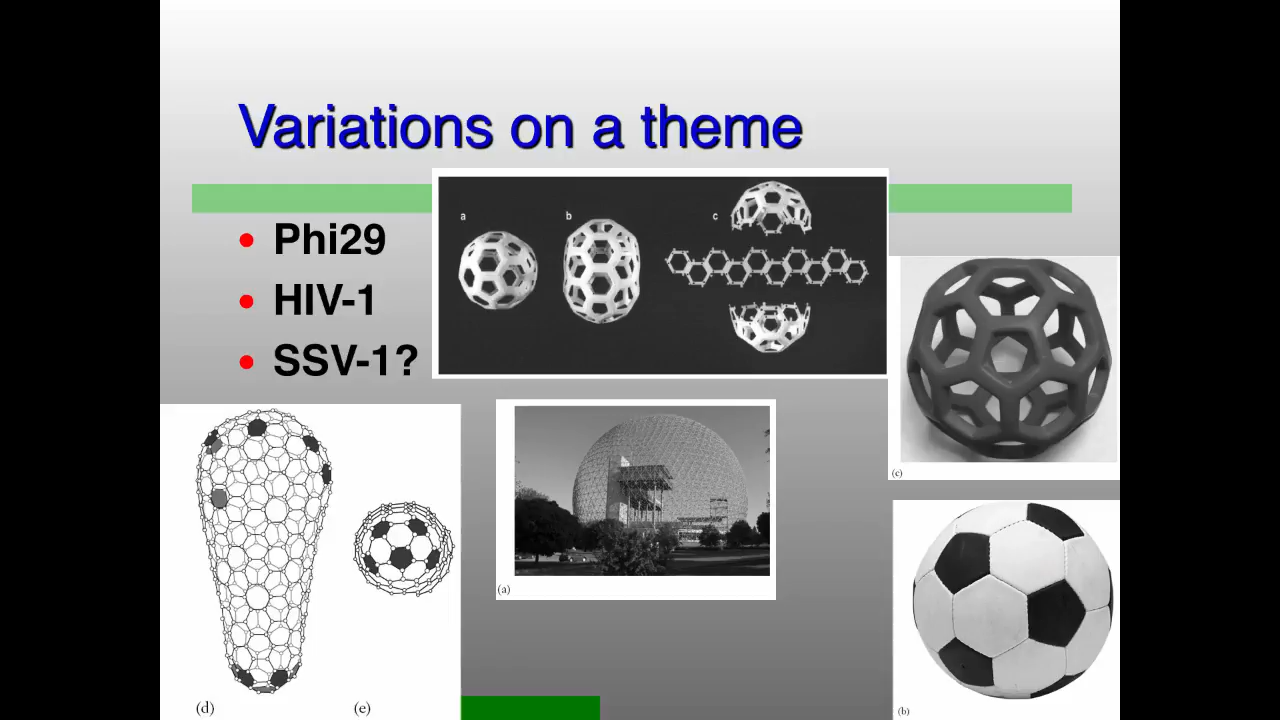 Variations on a theme
Phi29
HIV-1
SSV-1?
a
b
c
(c)
(a)
(d)
(e)
(b)